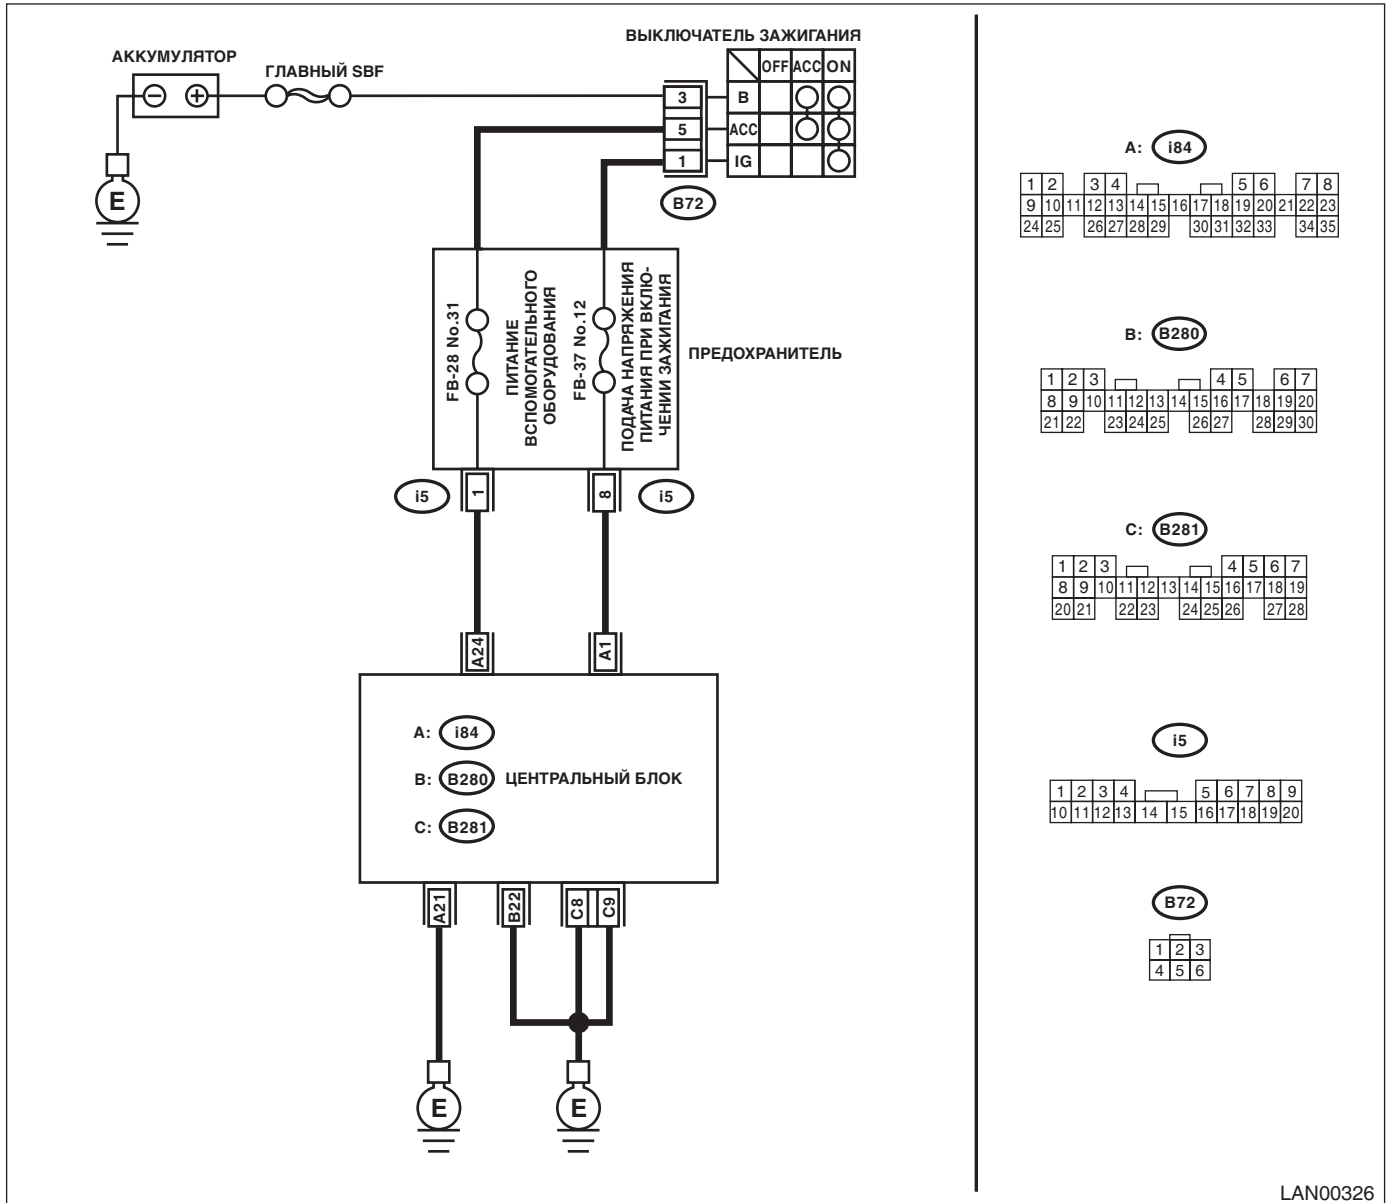 ВЫКЛЮЧАТЕЛЬ ЗАЖИГАНИЯ
АККУМУЛЯТОР
ГЛАВНЫЙ SBF
OFF ACC ON
3 B
5 ACC
1 IG
E
B72
FB-28 No.31
ПИТАНИЕ
ВСПОМОГАТЕЛЬНОГО
ОБОРУДОВАНИЯ
FB-37 No.12
ПОДАЧА НАПРЯЖЕНИЯ
ПИТАНИЯ ПРИ ВКЛЮ-
ЧЕНИИ ЗАЖИГАНИЯ
ПРЕДОХРАНИТЕЛЬ
i5 1 8 i5
A24 A1
A: i84
B: B280 ЦЕНТРАЛЬНЫЙ БЛОК
C: B281
A21 B22 C8 C9
E E
A: i84
1 2 3 4 5 6 7 8
9 10 11 12 13 14 15 16 17 18 19 20 21 22 23
24 25 26 27 28 29 30 31 32 33 34 35
B: B280
1 2 3 4 5 6 7
8 9 10 11 12 13 14 15 16 17 18 19 20
21 22 23 24 25 26 27 28 29 30
C: B281
1 2 3 4 5 6 7
8 9 10 11 12 13 14 15 16 17 18 19
20 21 22 23 24 25 26 27 28
i5
1 2 3 4 5 6 7 8 9
10 11 12 13 14 15 16 17 18 19 20
B72
1 2 3
4 5 6
LAN00326